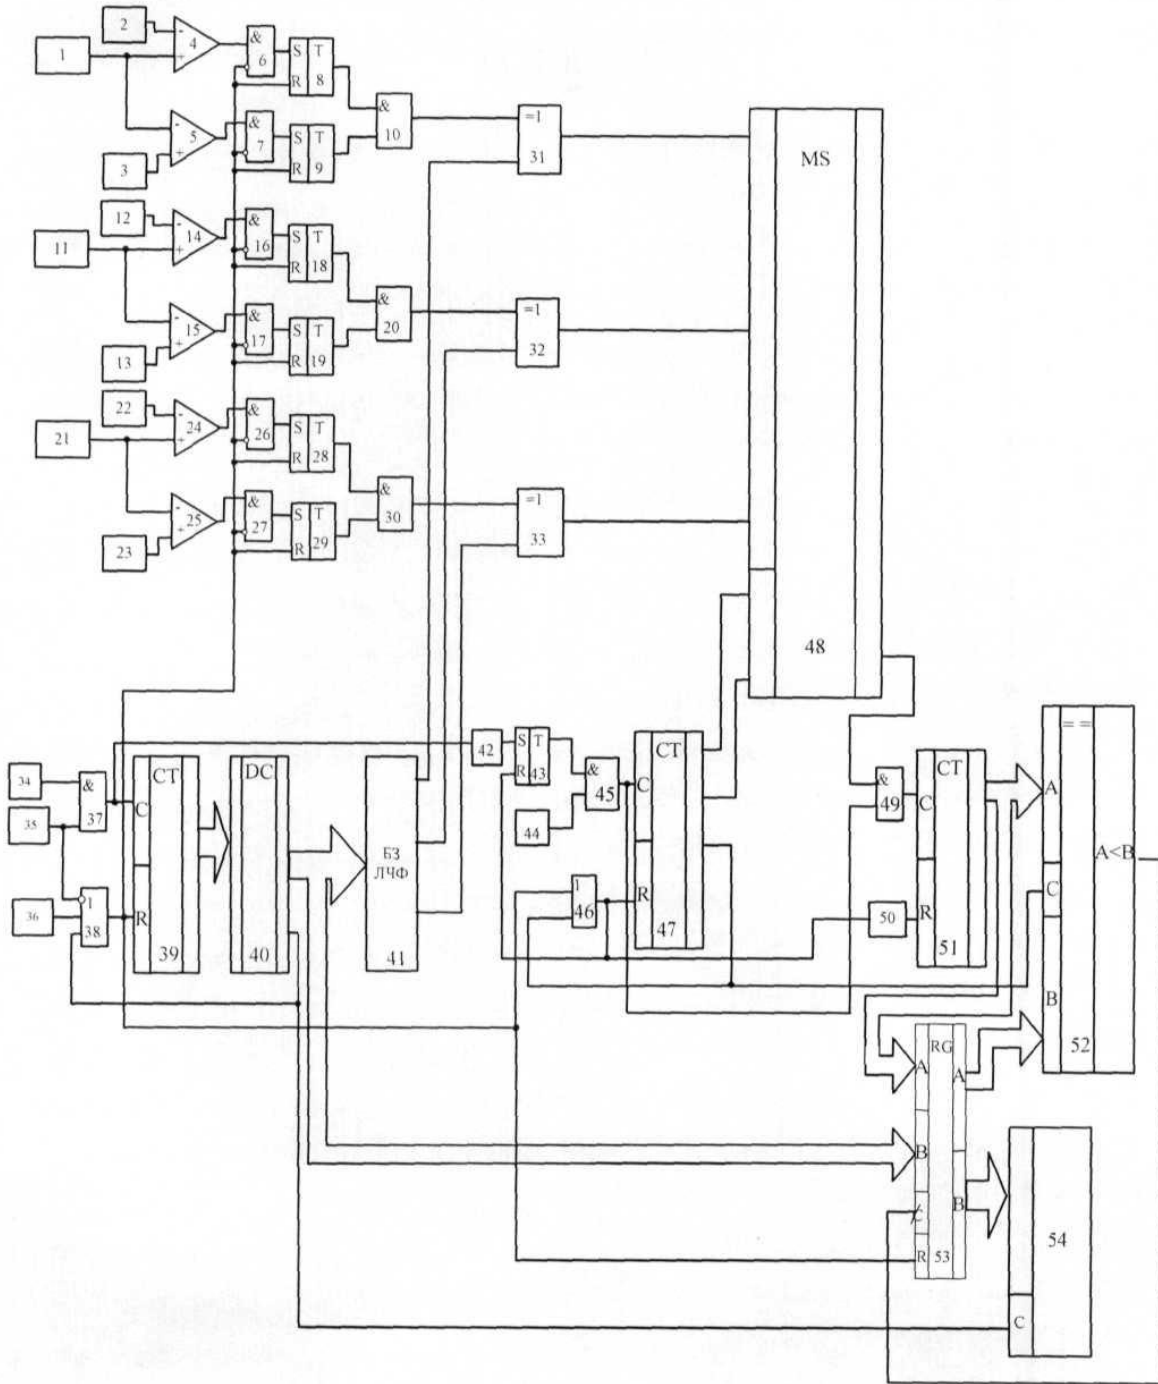 2
1
-
+
4
&
6
S T
R 8
-
+
5
&
7
S T
R 9
3
&
10
=1
31
MS
12
11
-
+
14
&
16
S T
R 18
-
+
15
&
17
S T
R 19
13
&
20
=1
32
22
21
-
+
24
&
26
S T
R 28
-
+
25
&
27
S T
R 29
23
&
30
=1
33
48
34
35
36
&
37
1
38
C CT
R
39
DC
40
БЗ
ЛЧФ
41
42
S T
R 43
44
&
45
1
46
C CT
R
47
&
49
50
C CT
R
51
A
==
A<B
C
B
52
RG
A A
B
B
C
R 53
54
C